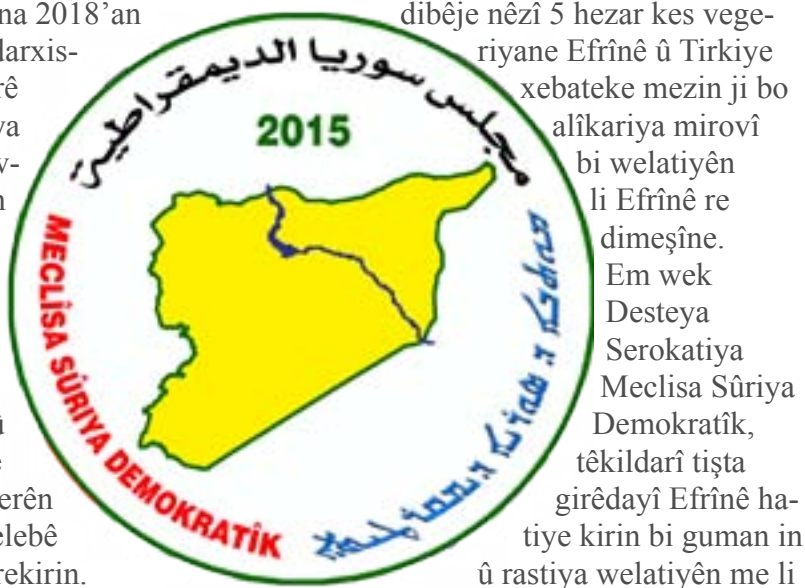 na 2018’an
larxis-
rê
ya
w-
n
û
e
erên
elebê
rekirin.
مجلس سوريا الديمقراطية
2015
MECLÎSA SÛRIYA DEMOKRATÎK
dibêje nêzî 5 hezar kes vege-
riyane Efrînê û Tirkiye
xebateke mezin ji bo
alîkariya mirovî
bi welatiyên
li Efrînê re
dimeşîne.
Em wek
Desteya
Serokatiya
Meclisa Sûriya
Demokratîk,
têkildarî tişta
girêdayî Efrînê ha-
tiye kirin bi guman in
û rastiya welatiyên me li